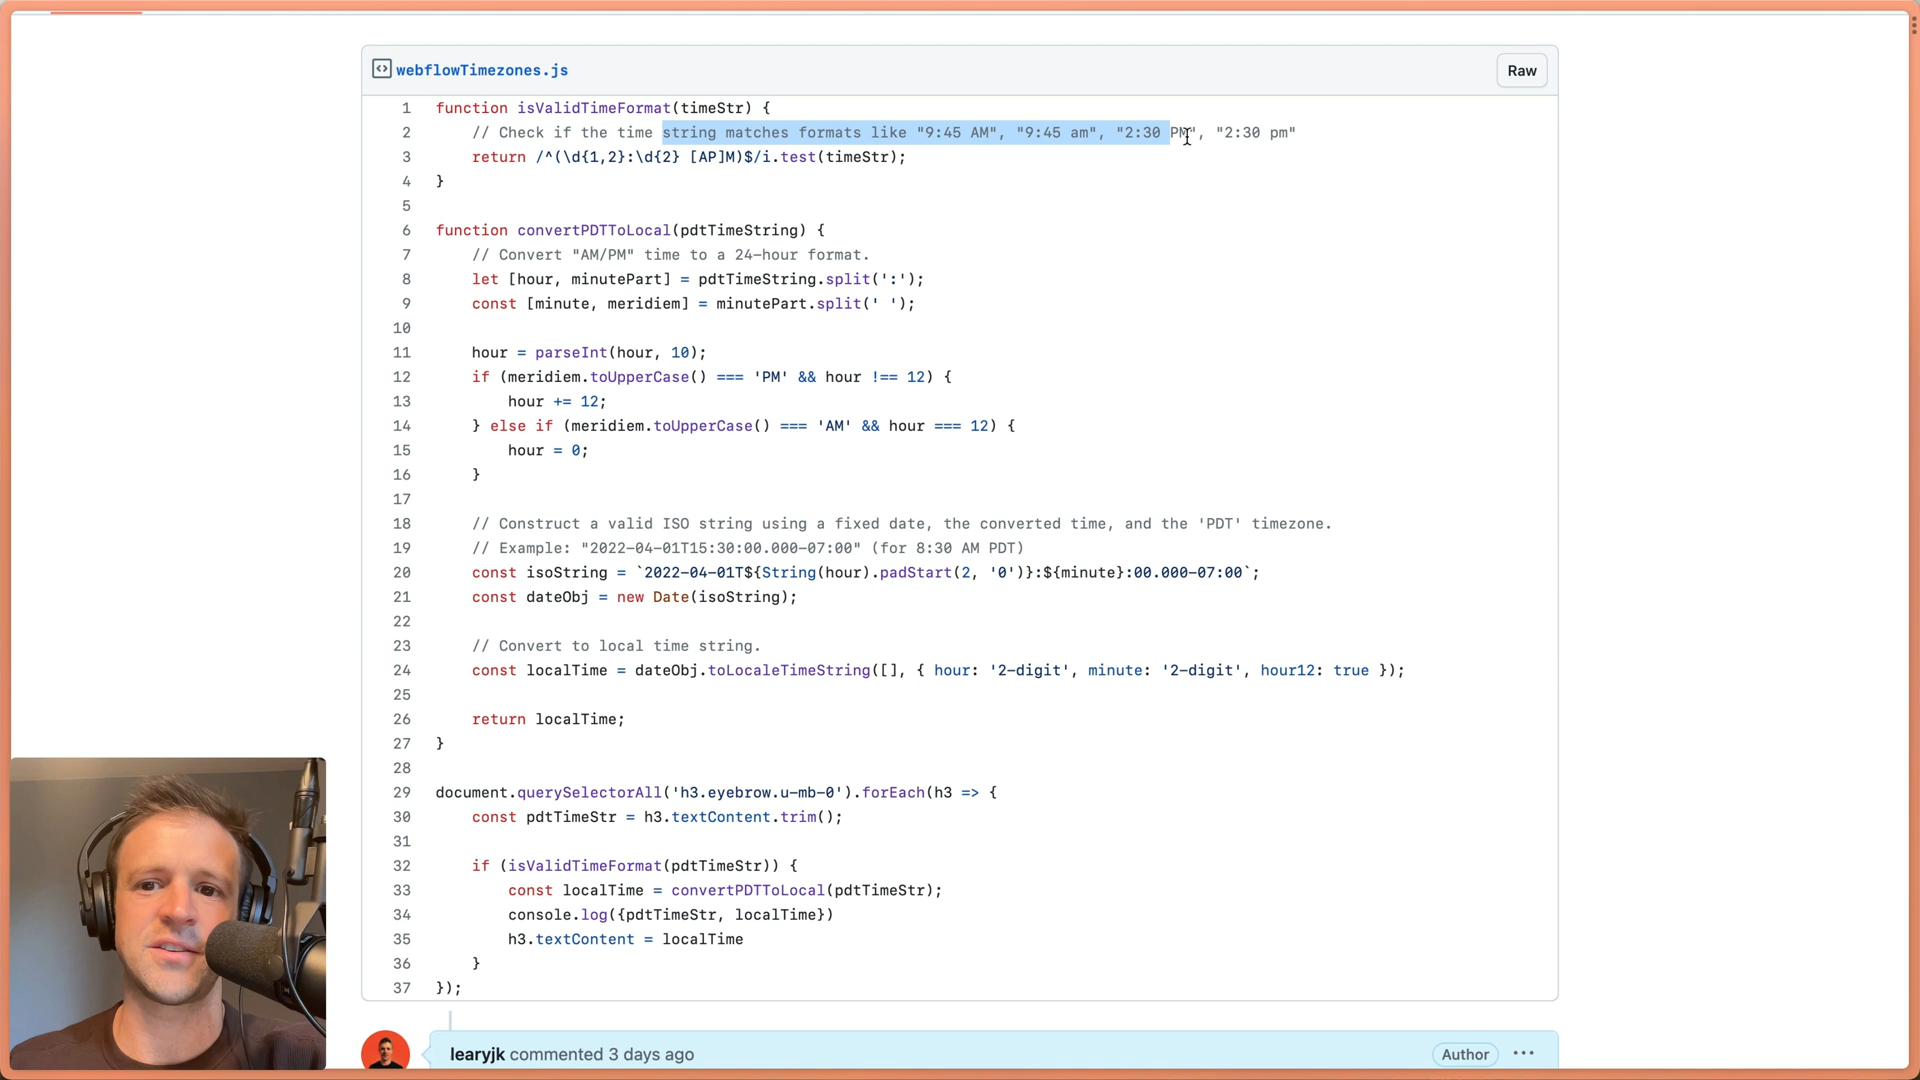 webflowTimezones.js
Raw
1 function isValidTimeFormat(timeStr) {
2 // Check if the time string matches formats like "9:45 AM", "9:45 am", "2:30 PM", "2:30 pm"
3 return /^(\d{1,2}:\d{2} [AP]M)$/i.test(timeStr);
4 }
5
6 function convertPDTToLocal(pdtTimeString) {
7 // Convert "AM/PM" time to a 24-hour format.
8 let [hour, minutePart] = pdtTimeString.split(':');
9 const [minute, meridiem] = minutePart.split(' ');
10
11 hour = parseInt(hour, 10);
12 if (meridiem.toUpperCase() === 'PM' && hour !== 12) {
13 hour += 12;
14 } else if (meridiem.toUpperCase() === 'AM' && hour === 12) {
15 hour = 0;
16 }
17
18 // Construct a valid ISO string using a fixed date, the converted time, and the 'PDT' timezone.
19 // Example: "2022-04-01T15:30:00.000-07:00" (for 8:30 AM PDT)
20 const isoString = `2022-04-01T${String(hour).padStart(2, '0')}:${minute}:00.000-07:00`;
21 const dateObj = new Date(isoString);
22
23 // Convert to local time string.
24 const localTime = dateObj.toLocaleTimeString([], { hour: '2-digit', minute: '2-digit', hour12: true });
25
26 return localTime;
27 }
28
29 document.querySelectorAll('h3.eyebrow.u-mb-0').forEach(h3 => {
30 const pdtTimeStr = h3.textContent.trim();
31
32 if (isValidTimeFormat(pdtTimeStr)) {
33 const localTime = convertPDTToLocal(pdtTimeStr);
34 console.log({pdtTimeStr, localTime})
35 h3.textContent = localTime
36 }
37 });
learyjk commented 3 days ago
Author